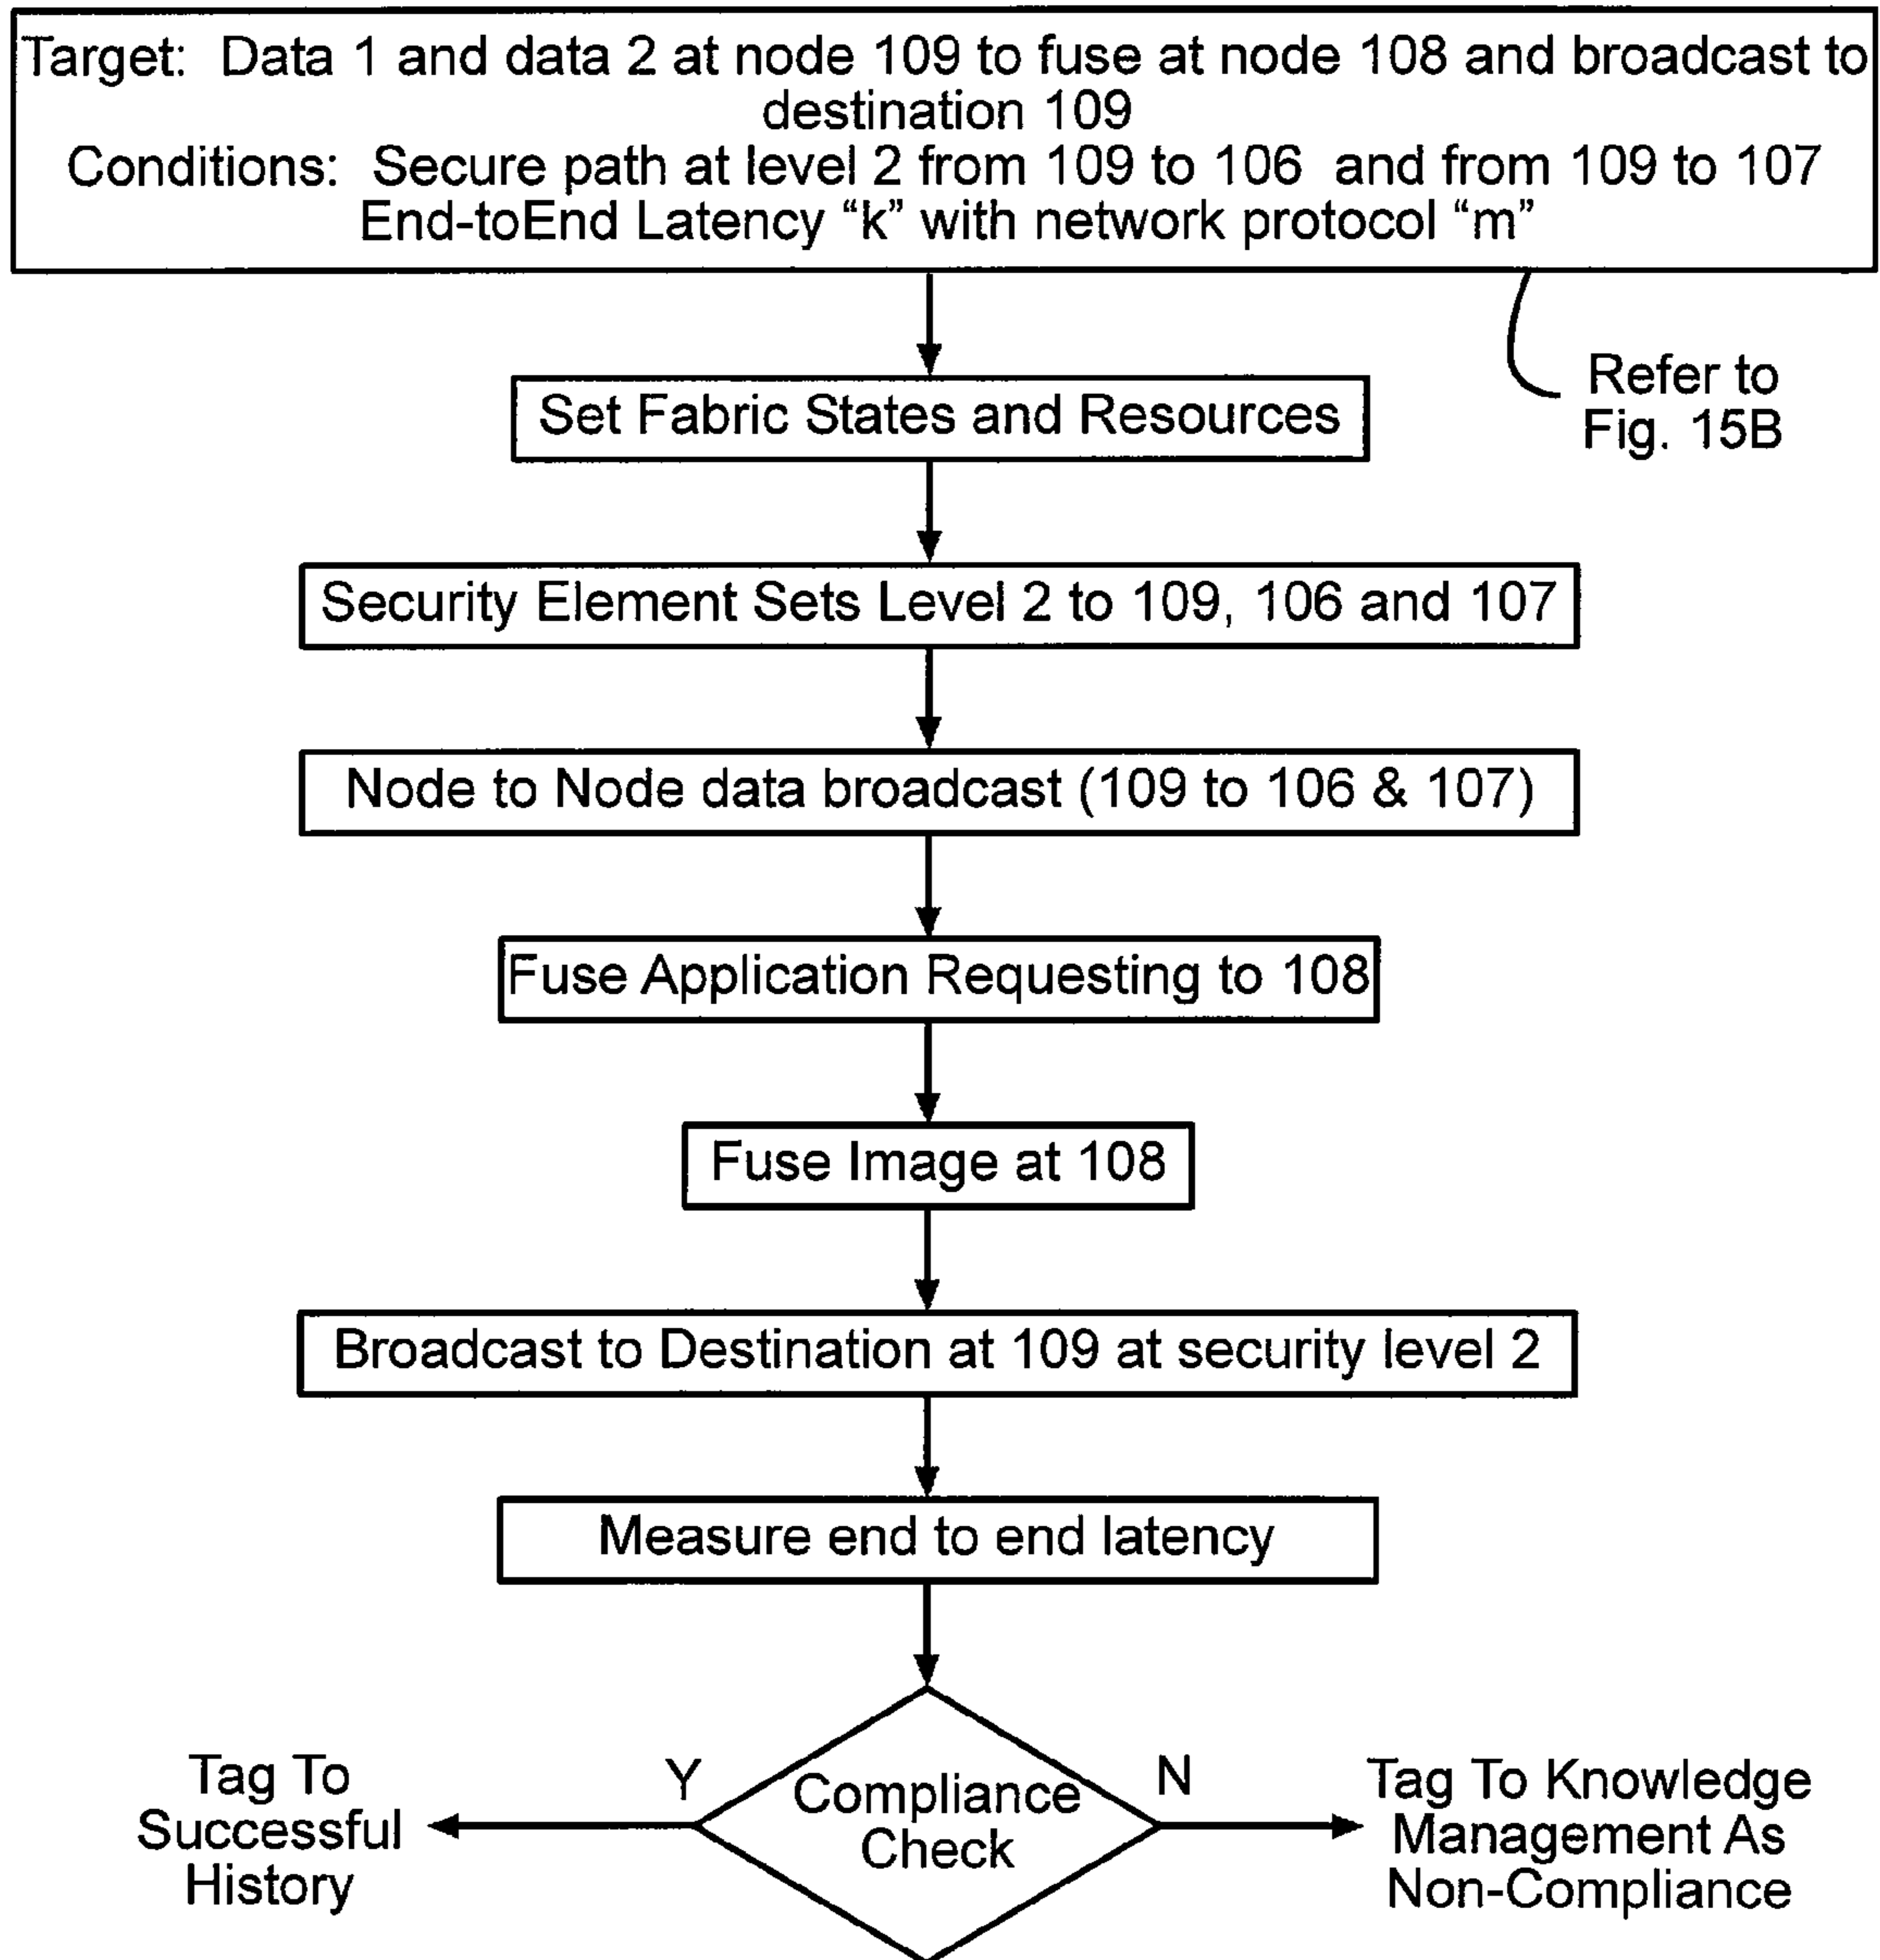 Target: Data 1 and data 2 at node 109 to fuse at node 108 and broadcast to
destination 109
Conditions: Secure path at level 2 from 109 to 106 and from 109 to 107
End-toEnd Latency “k” with network protocol “m”
Refer to
Fig. 15B
Set Fabric States and Resources
Security Element Sets Level 2 to 109, 106 and 107
Node to Node data broadcast (109 to 106 & 107)
Fuse Application Requesting to 108
Fuse Image at 108
Broadcast to Destination at 109 at security level 2
Measure end to end latency
Compliance
Check
Y
Tag To
Successful
History
N
Tag To Knowledge
Management As
Non-Compliance